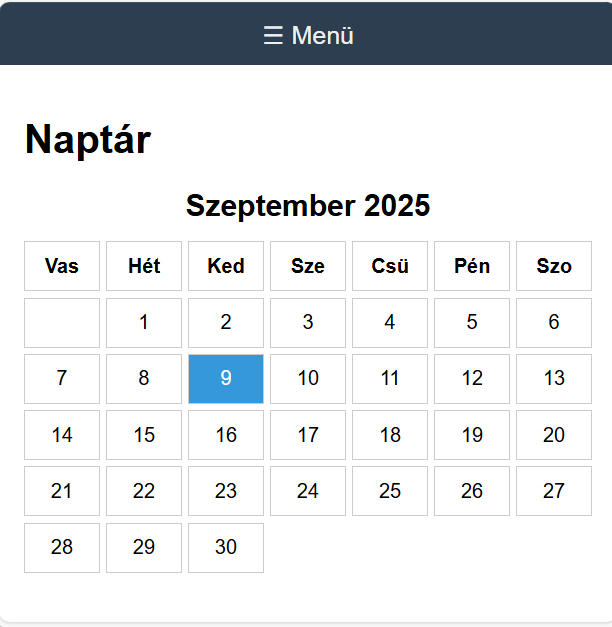 ☰ Menü
Naptár
Szeptember 2025
Vas Hét Ked Sze Csü Pén Szo
1 2 3 4 5 6
7 8 9 10 11 12 13
14 15 16 17 18 19 20
21 22 23 24 25 26 27
28 29 30